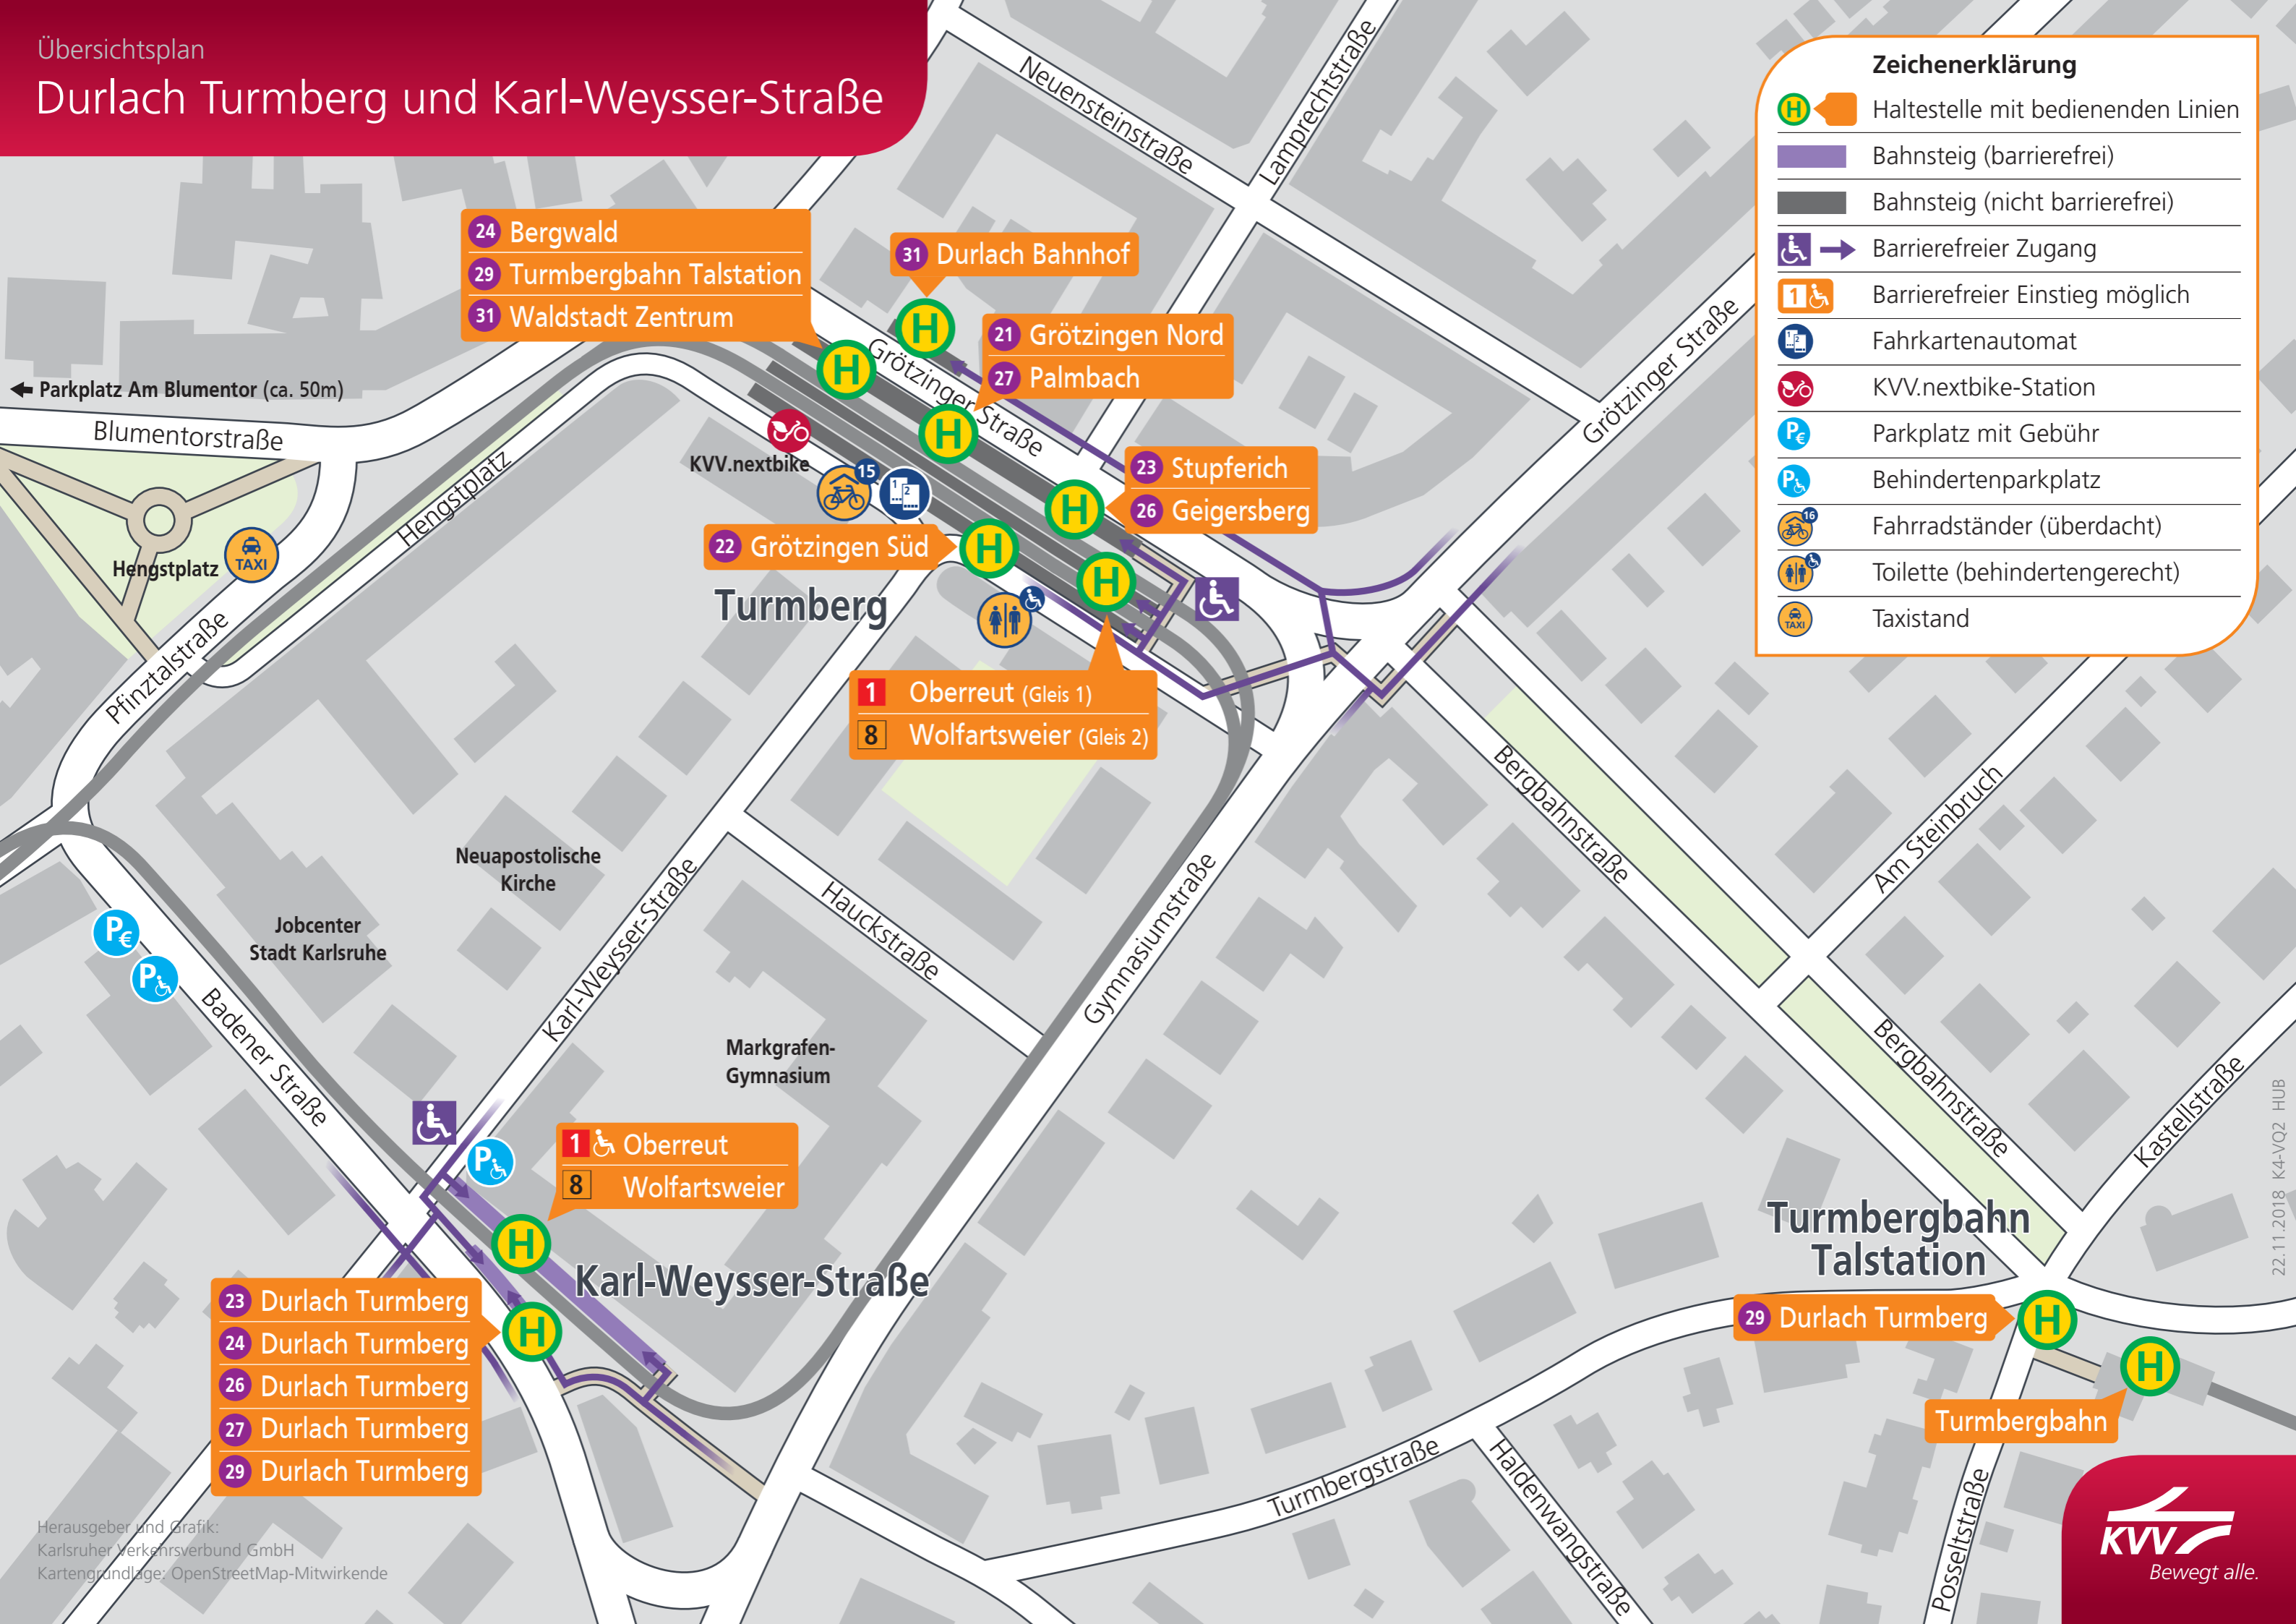 Übersichtsplan
Durlach Turmberg und Karl-Weysser-Straße
Zeichenerklärung
H Haltestelle mit bedienenden Linien
Bahnsteig (barrierefrei)
Bahnsteig (nicht barrierefrei)
Barrierefreier Zugang
1 Barrierefreier Einstieg möglich
1 2 Fahrkartenautomat
KVV.nextbike-Station
P€ Parkplatz mit Gebühr
P Behindertenparkplatz
16 Fahrradständer (überdacht)
Toilette (behindertengerecht)
TAXI Taxistand
Neuensteinstraße
Lamprechtstraße
24 Bergwald
29 Turmbergbahn Talstation
31 Waldstadt Zentrum
31 Durlach Bahnhof
H
H
21 Grötzingen Nord
27 Palmbach
H
Grötzinger Straße
Grötzinger Straße
← Parkplatz Am Blumentor (ca. 50m)
Blumentorstraße
Hengstplatz
KVV.nextbike
15
1 2
23 Stupferich
26 Geigersberg
H
22 Grötzingen Süd
H
H
Hengstplatz
TAXI
Turmberg
Pfinztalstraße
1 Oberreut (Gleis 1)
8 Wolfartsweier (Gleis 2)
Bergbahnstraße
Am Steinbruch
Neuapostolische
Kirche
Jobcenter
Stadt Karlsruhe
P€
P
Karl-Weysser-Straße
Hauckstraße
Gymnasiumstraße
Badener Straße
Markgrafen-
Gymnasium
Bergbahnstraße
Kastellstraße
P
1 Oberreut
8 Wolfartsweier
H
Karl-Weysser-Straße
H
23 Durlach Turmberg
24 Durlach Turmberg
26 Durlach Turmberg
27 Durlach Turmberg
29 Durlach Turmberg
Turmbergbahn
Talstation
29 Durlach Turmberg
H
H
Turmbergbahn
Turmbergstraße
Haldenwangstraße
Posseltstraße
22.11.2018 K4-VQ2 HUB
Herausgeber und Grafik:
Karlsruher Verkehrsverbund GmbH
Kartengrundlage: OpenStreetMap-Mitwirkende
KVV
Bewegt alle.